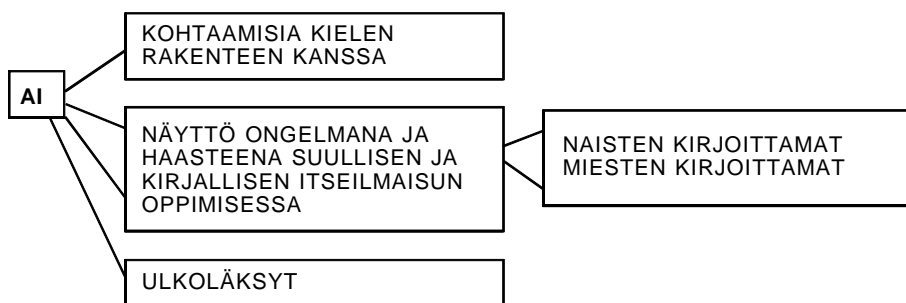 KOHTAAMISIA KIELEN
RAKENTEEN KANSSA
AI
NÄYTTÖ ONGELMANA JA
HAASTEENA SUULLISEN JA
KIRJALLISEN ITSEILMAISUN
OPPIMISESSA
NAISTEN KIRJOITTAMAT
MIESTEN KIRJOITTAMAT
ULKOLÄKSYT